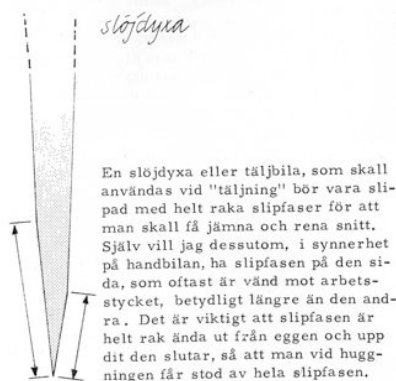 slöjdyxa
En slöjdyxa eller täljbila, som skall
användas vid "täljning" bör vara sli-
pad med helt raka slipfaser för att
man skall få jämna och rena snitt.
Själv vill jag dessutom, i synnerhet
på handbilan, ha slipfasen på den si-
da, som oftast är vänd mot arbets-
stycket, betydligt längre än den and-
ra. Det är viktigt att slipfasen är
helt rak ända ut från eggen och upp
dit den slutar, så att man vid hugg-
ningen får stöd av hela slipfasen.